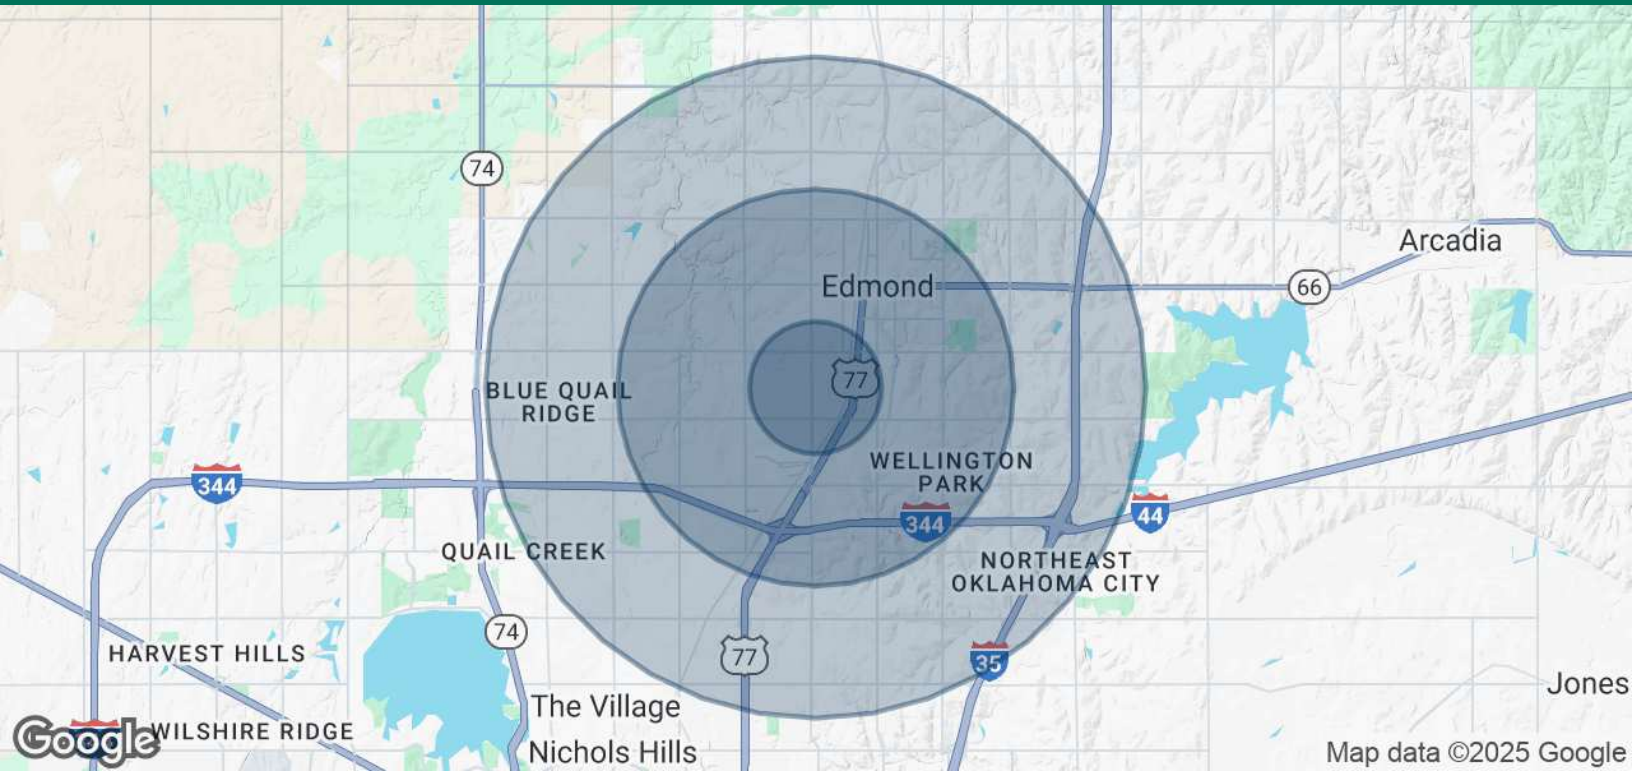 74
Edmond
Arcadia
66
77
BLUE QUAIL
RIDGE
WELLINGTON
PARK
344
344
44
QUAIL CREEK
NORTHEAST
OKLAHOMA CITY
74
HARVEST HILLS
77
35
The Village
Jones
WILSHIRE RIDGE
Google
Nichols Hills
Map data ©2025 Google